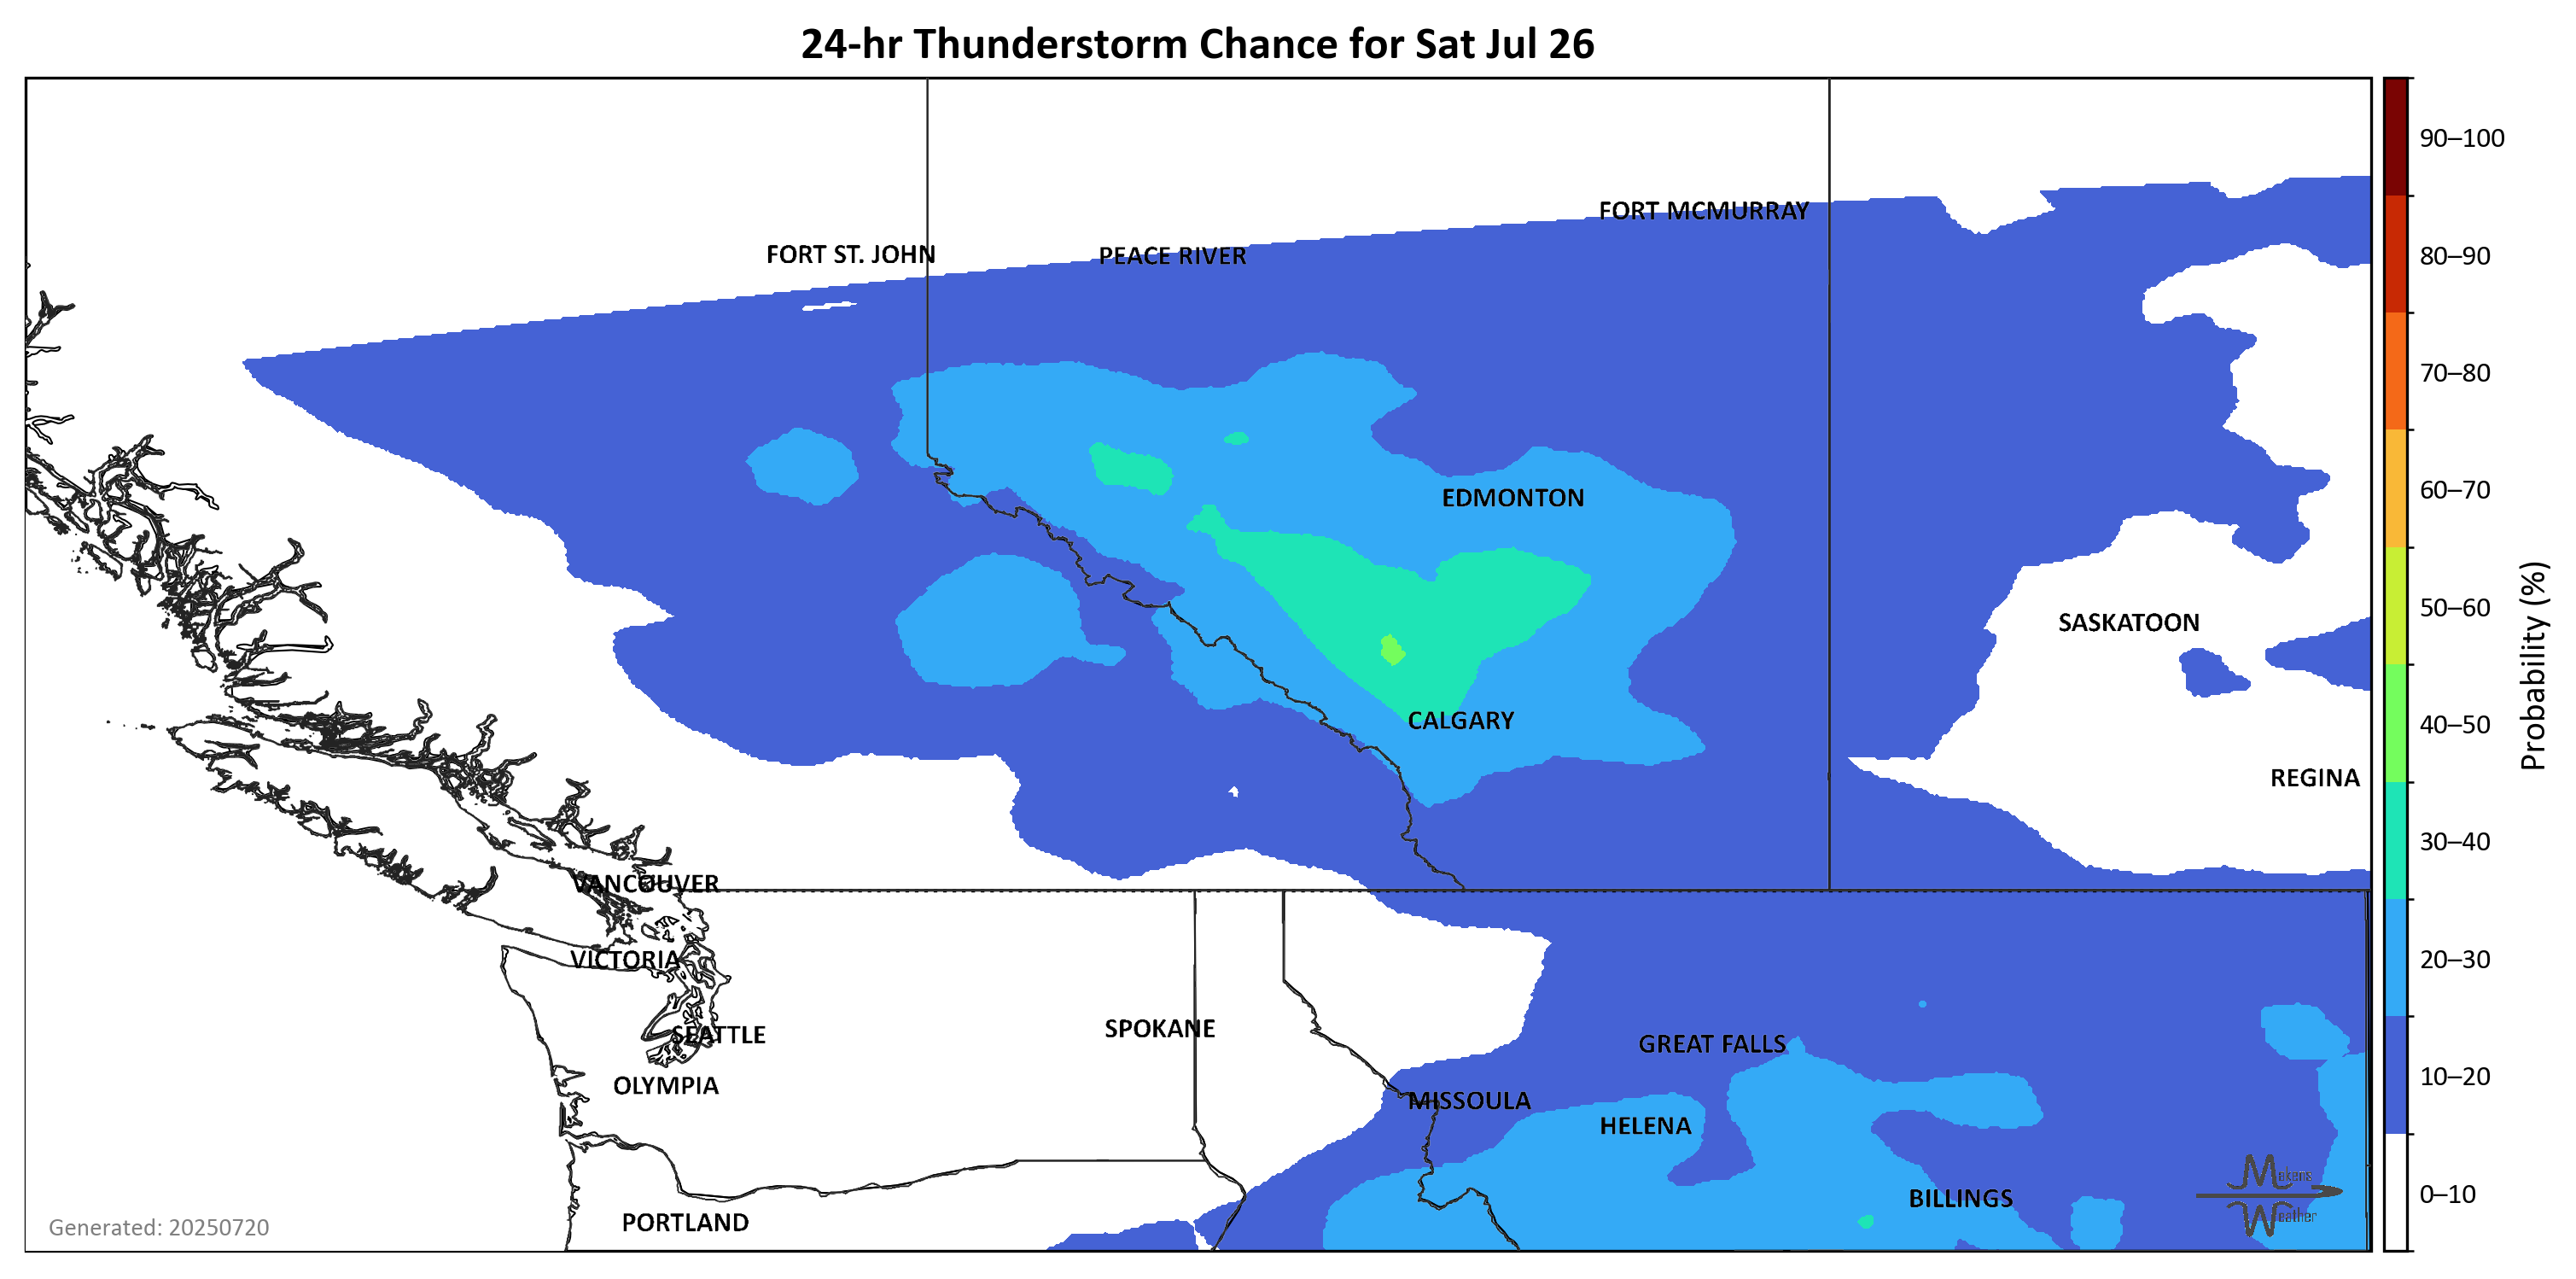 24-hr Thunderstorm Chance for Sat Jul 26
90–100
FORT MCMURRAY
FORT ST. JOHN
PEACE RIVER
80–90
70–80
EDMONTON
60–70
SASKATOON
50–60
Probability (%)
CALGARY
40–50
REGINA
30–40
VANCOUVER
VICTORIA
20–30
SEATTLE
SPOKANE
GREAT FALLS
OLYMPIA
MISSOULA
10–20
HELENA
Mekens
Weather
BILLINGS
0–10
PORTLAND
Generated: 20250720